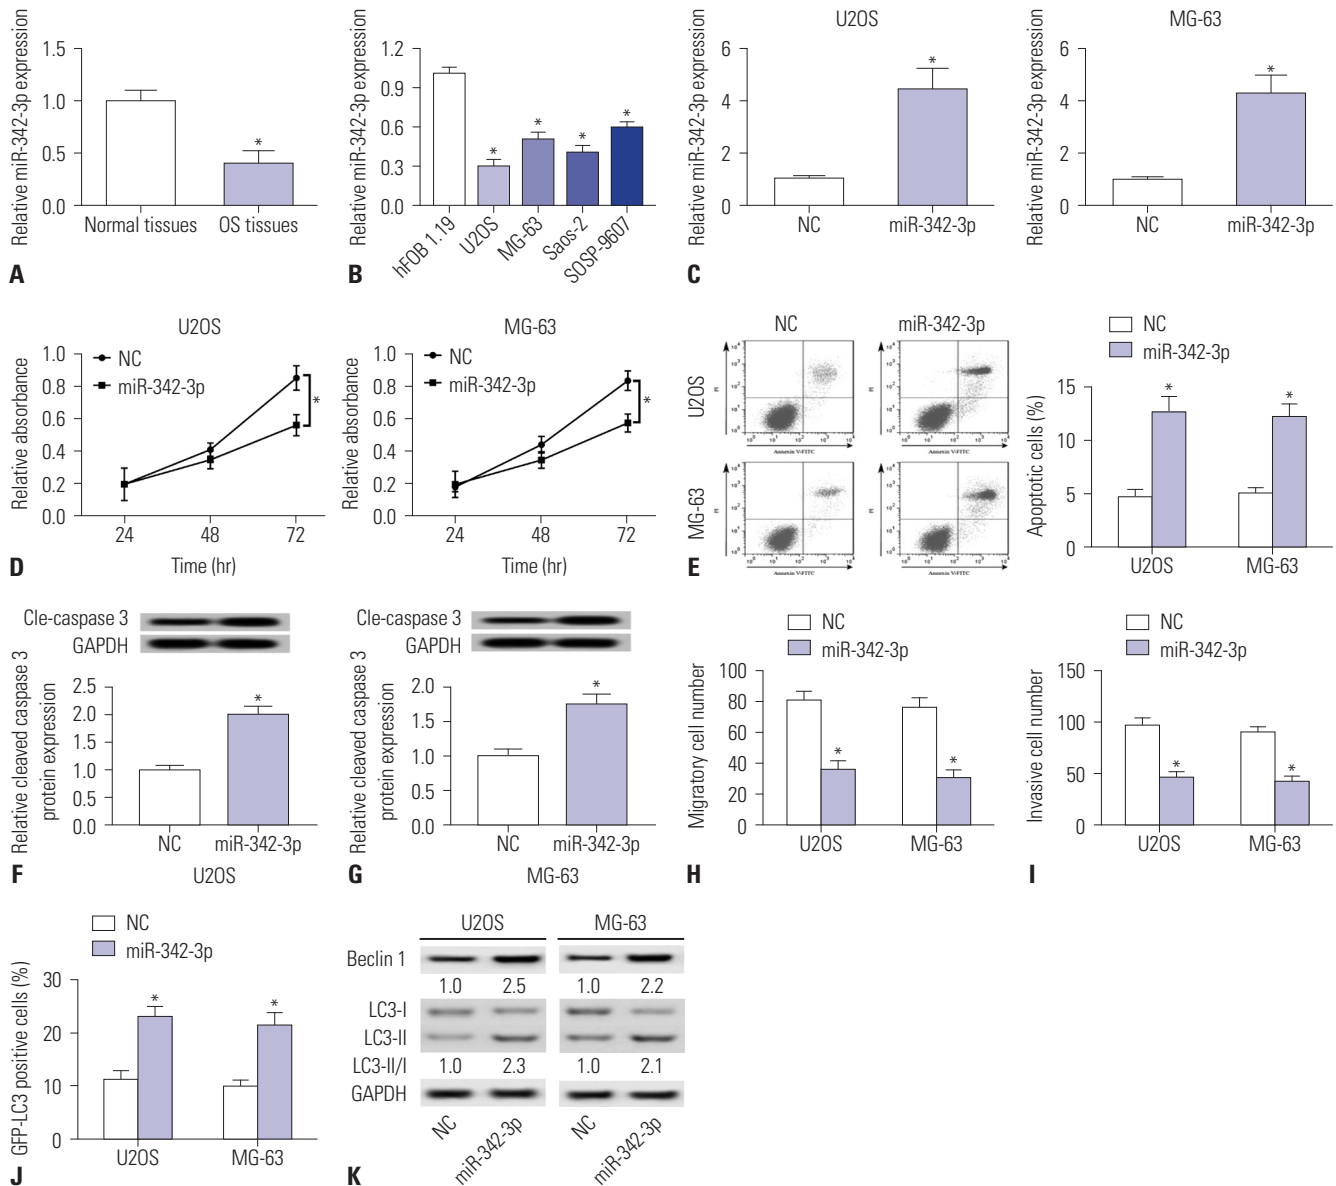 Relative miR-342-3p expression
1.5
1.0
0.5
0.0
*
Normal tissues
OS tissues
A
Relative miR-342-3p expression
1.2
0.9
0.6
0.3
0.0
*
*
*
*
hFOB 1.19
U2OS
MG-63
Saos-2
SOSP-9607
B
U2OS
Relative miR-342-3p expression
6
4
2
0
*
NC
miR-342-3p
MG-63
Relative miR-342-3p expression
6
4
2
0
*
NC
miR-342-3p
C
U2OS
NC
miR-342-3p
Relative absorbance
1.0
0.8
0.6
0.4
0.2
0.0
*
24
48
72
Time (hr)
MG-63
NC
miR-342-3p
Relative absorbance
1.0
0.8
0.6
0.4
0.2
0.0
*
24
48
72
Time (hr)
D
NC
miR-342-3p
U2OS
MG-63
PI
Annexin V-FITC
PI
Annexin V-FITC
PI
Annexin V-FITC
PI
Annexin V-FITC
NC
miR-342-3p
Apoptotic cells (%)
15
10
5
0
*
*
U2OS
MG-63
E
Cle-caspase 3
GAPDH
Relative cleaved caspase 3
protein expression
2.5
2.0
1.5
1.0
0.5
0.0
*
NC
miR-342-3p
U2OS
F
Cle-caspase 3
GAPDH
Relative cleaved caspase 3
protein expression
2.0
1.5
1.0
0.5
0.0
*
NC
miR-342-3p
MG-63
G
NC
miR-342-3p
Migratory cell number
100
80
60
40
20
0
*
*
U2OS
MG-63
H
NC
miR-342-3p
Invasive cell number
150
100
50
0
*
*
U2OS
MG-63
I
NC
miR-342-3p
GFP-LC3 positive cells (%)
30
20
10
0
*
*
U2OS
MG-63
J
U2OS
MG-63
Beclin 1
1.0 2.5 1.0 2.2
LC3-I
LC3-II
LC3-II/I 1.0 2.3 1.0 2.1
GAPDH
NC
miR-342-3p
NC
miR-342-3p
K